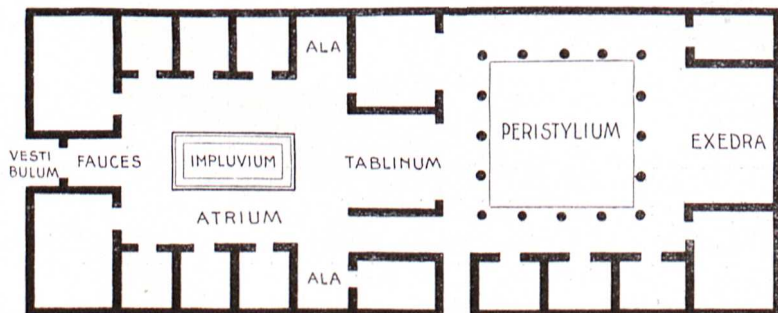 ALA
VESTI
BULUM
FAUCES
IMPLUVIUM
TABLINUM
PERISTYLIUM
EXEDRA
ATRIUM
ALA